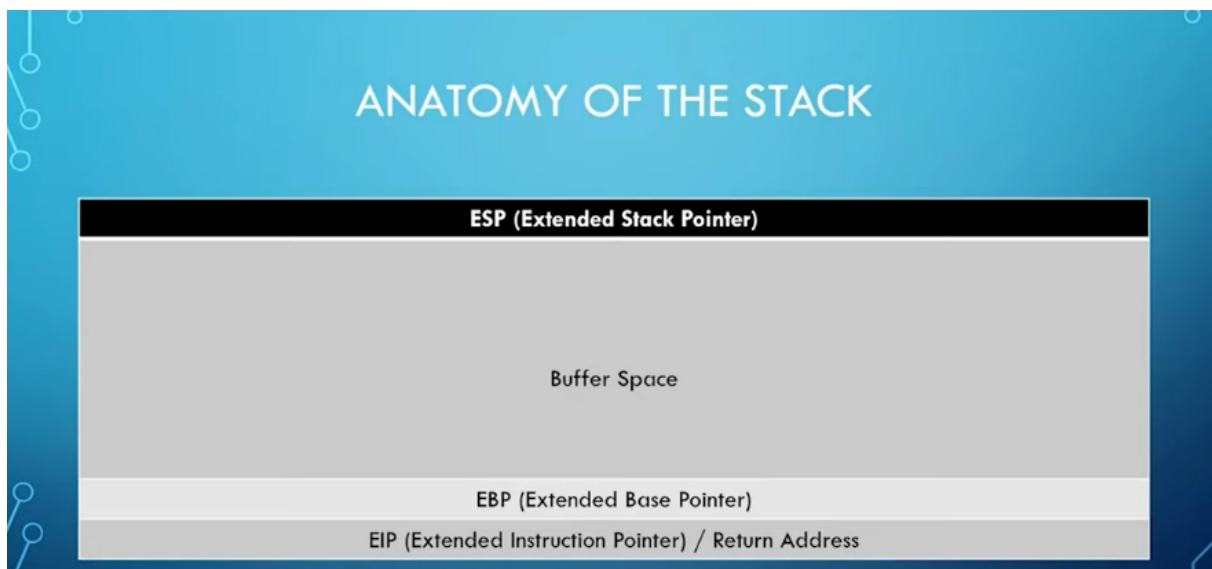 ANATOMY OF THE STACK
ESP (Extended Stack Pointer)
Buffer Space
EBP (Extended Base Pointer)
EIP (Extended Instruction Pointer) / Return Address